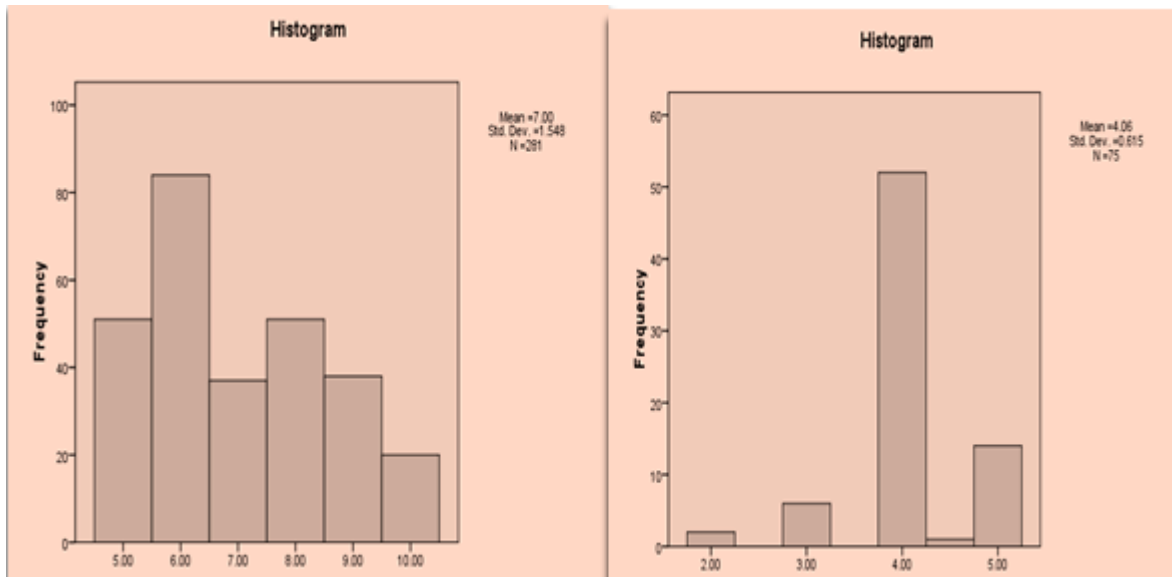 Histogram
Mean =7.00
Std. Dev. =1.548
N =281
100
80
60
40
20
0
Frequency
5.00 6.00 7.00 8.00 9.00 10.00
Histogram
Mean =4.06
Std. Dev. =0.615
N =75
60
50
40
30
20
10
0
Frequency
2.00 3.00 4.00 5.00